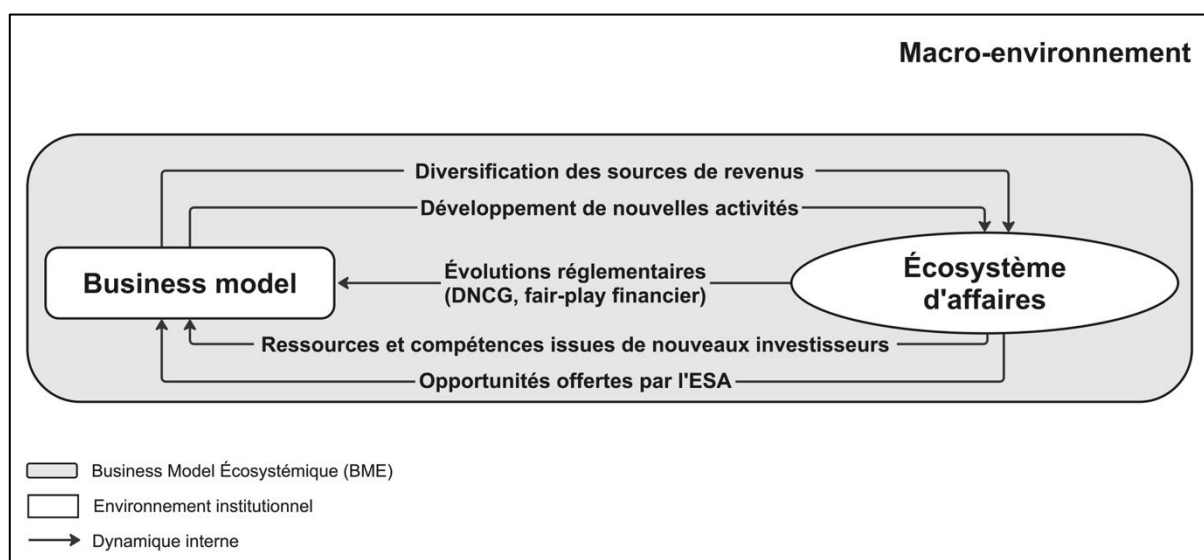 Macro-environnement
Diversification des sources de revenus
Développement de nouvelles activités
Business model
Évolutions réglementaires
(DNCG, fair-play financier)
Écosystème
d'affaires
Ressources et compétences issues de nouveaux investisseurs
Opportunités offertes par l'ESA
Business Model Écosystémique (BME)
Environnement institutionnel
Dynamique interne